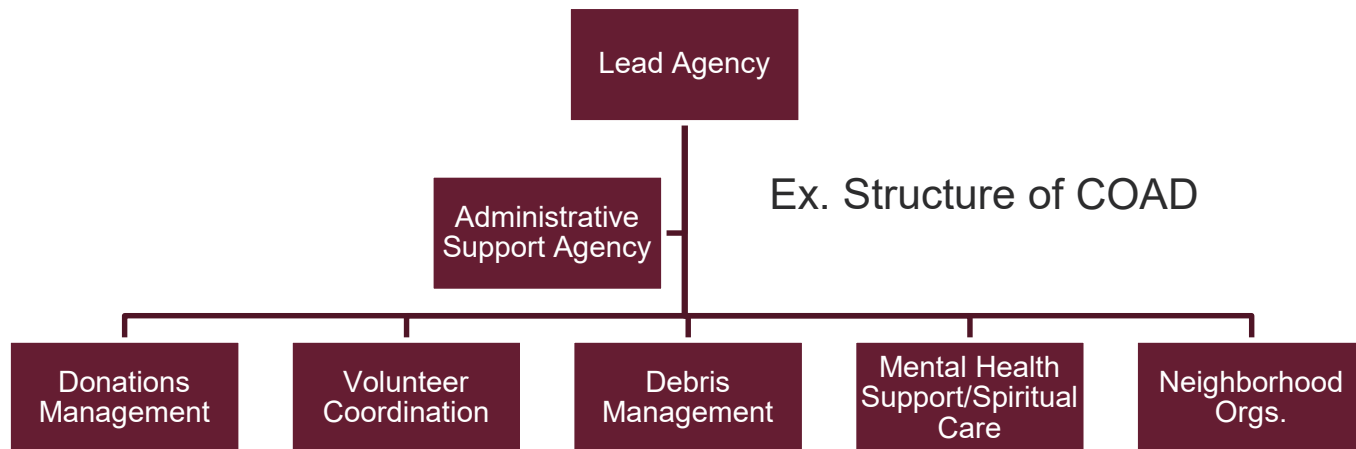 Lead Agency
Administrative
Support Agency
Ex. Structure of COAD
Donations
Management
Volunteer
Coordination
Debris
Management
Mental Health
Support/Spiritual
Care
Neighborhood
Orgs.